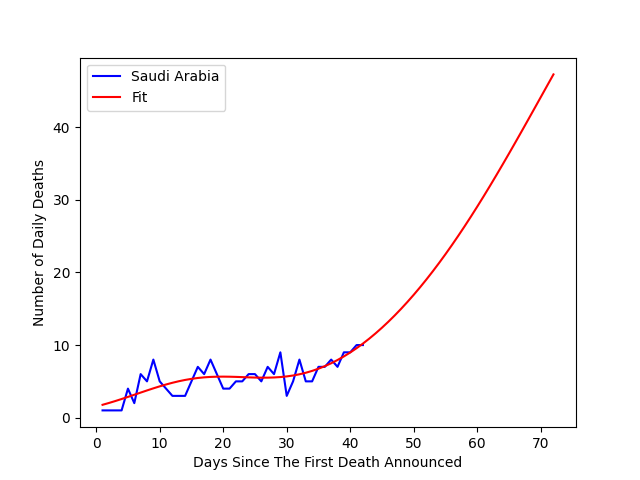 Saudi Arabia
Fit
Number of Daily Deaths
40
30
20
10
0
0 10 20 30 40 50 60 70
Days Since The First Death Announced